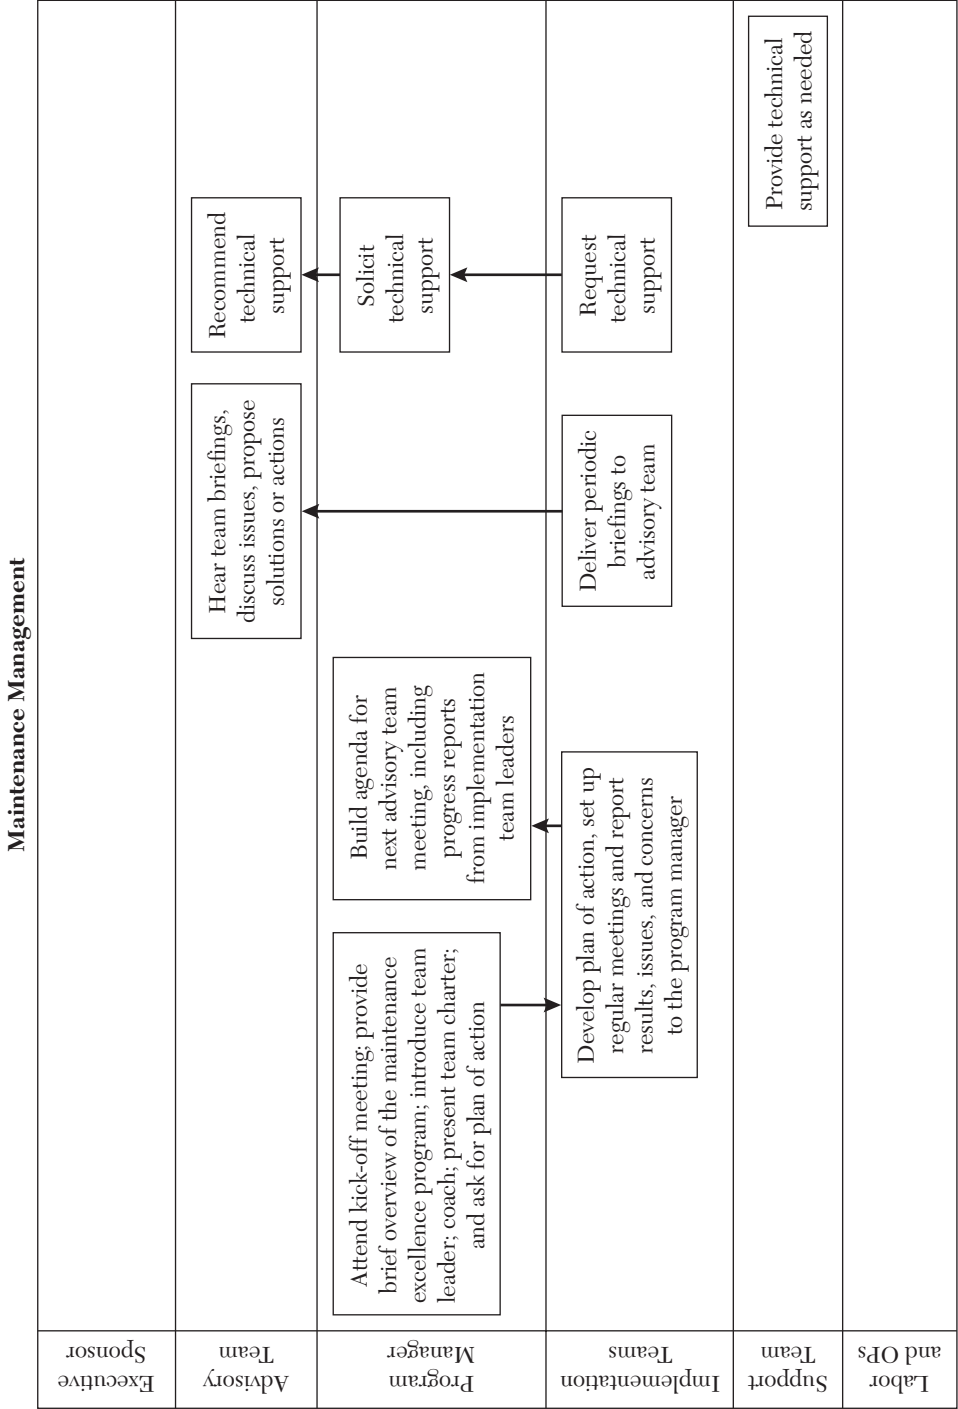 Maintenance Management
Executive
Sponsor
Advisory
Team
Recommend
technical
support
Hear team briefings,
discuss issues, propose
solutions or actions
Program
Manager
Attend kick-off meeting; provide
brief overview of the maintenance
excellence program; introduce team
leader; coach; present team charter;
and ask for plan of action
Build agenda for
next advisory team
meeting, including
progress reports
from implementation
team leaders
Solicit
technical
support
Implementation
Teams
Develop plan of action, set up
regular meetings and report
results, issues, and concerns
to the program manager
Deliver periodic
briefings to
advisory team
Request
technical
support
Support
Team
Provide technical
support as needed
Labor
and OPs